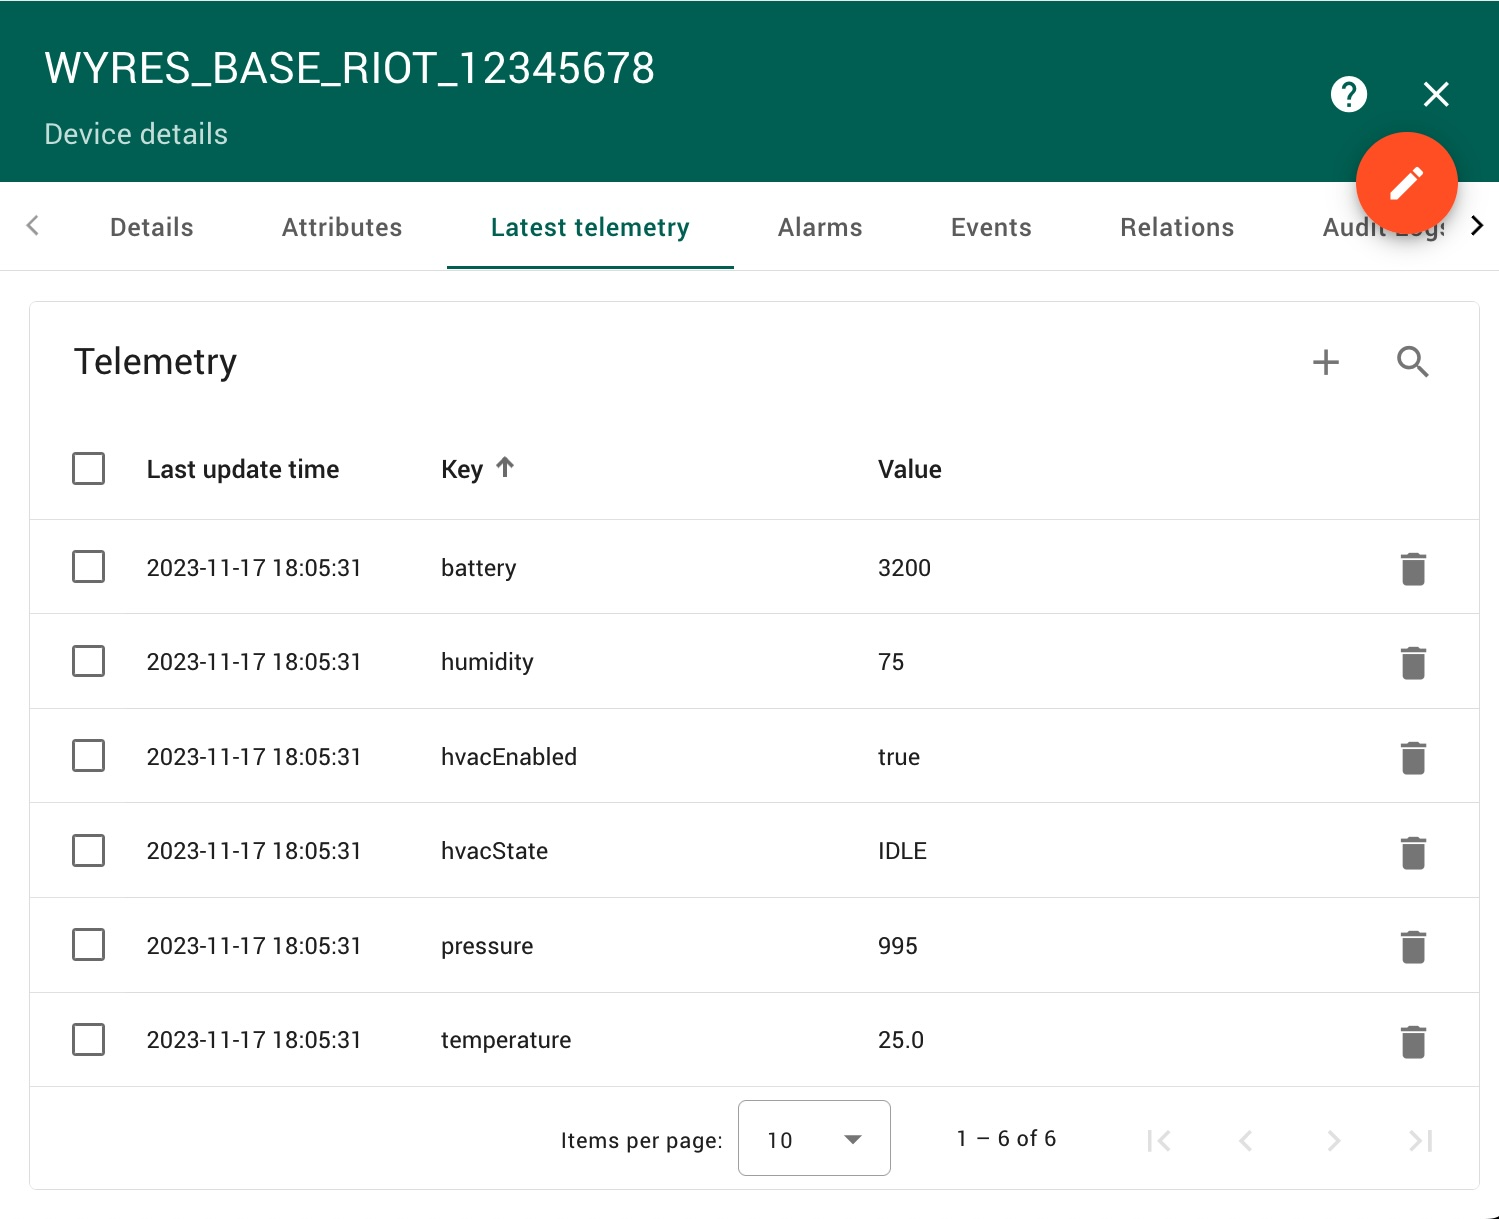 WYRES_BASE_RIOT_12345678
?
Device details
Details Attributes Latest telemetry Alarms Events Relations Audit Logs
Telemetry
Last update time Key Value
2023-11-17 18:05:31 battery 3200
2023-11-17 18:05:31 humidity 75
2023-11-17 18:05:31 hvacEnabled true
2023-11-17 18:05:31 hvacState IDLE
2023-11-17 18:05:31 pressure 995
2023-11-17 18:05:31 temperature 25.0
Items per page: 10 1 – 6 of 6